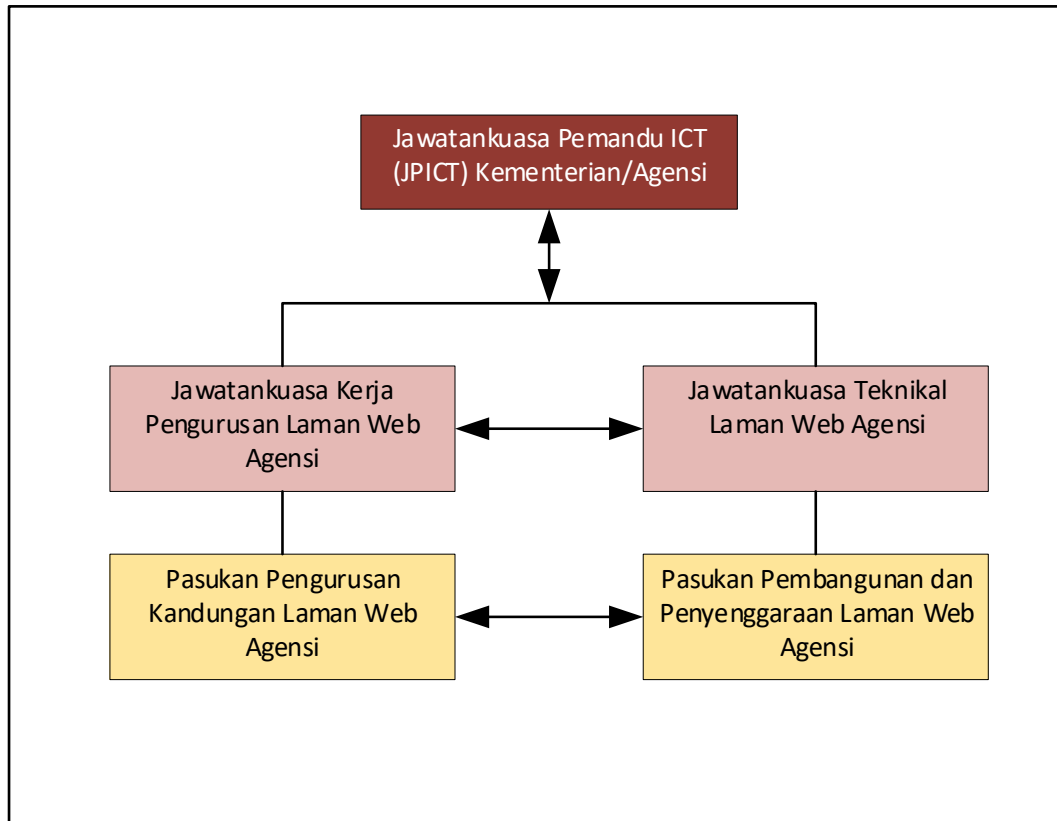 Jawatankuasa Pemandu ICT
(JPICT) Kementerian/Agensi
Jawatankuasa Kerja
Pengurusan Laman Web
Agensi
Jawatankuasa Teknikal
Laman Web Agensi
Pasukan Pengurusan
Kandungan Laman Web
Agensi
Pasukan Pembangunan dan
Penyenggaraan Laman Web
Agensi